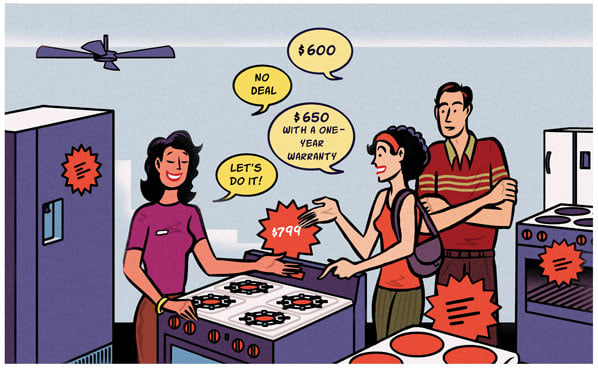 $600
NO
DEAL
$650
WITH A ONE-
YEAR
WARRANTY
LET'S
DO IT!
$799